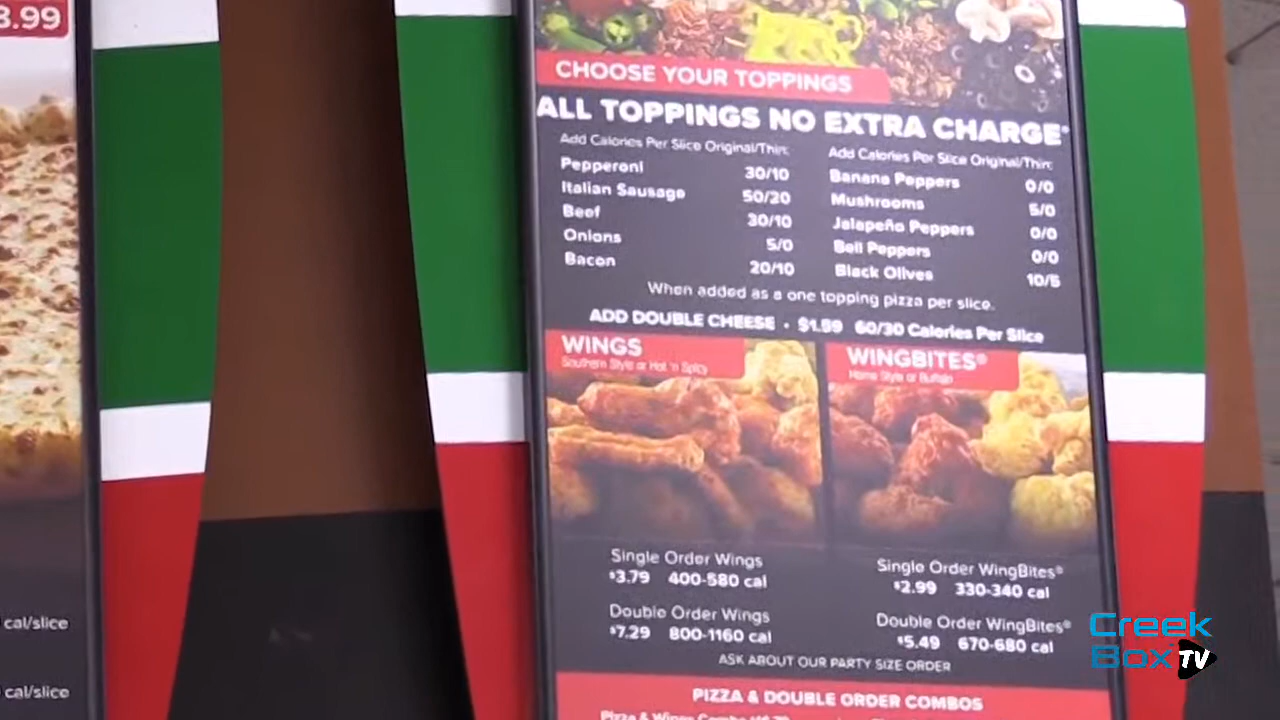 8.99
cal/slice
cal/slice
CHOOSE YOUR TOPPINGS
ALL TOPPINGS NO EXTRA CHARGE*
Add Calories Per Slice Original/Thin:
Pepperoni 30/10
Italian Sausage 50/20
Beef 30/10
Onions 5/0
Bacon 20/10
Add Calories Per Slice Original/Thin:
Banana Peppers 0/0
Mushrooms 5/0
Jalapeño Peppers 0/0
Bell Peppers 0/0
Black Olives 10/5
When added as a one topping pizza per slice.
ADD DOUBLE CHEESE • $1.59 60/30 Calories Per Slice
WINGS
Southern Style or Hot 'n Spicy
WINGBITES®
Home Style or Buffalo
Single Order Wings
$3.79 400-580 cal
Double Order Wings
$7.29 800-1160 cal
Single Order WingBites®
$2.99 330-340 cal
Double Order WingBites®
$5.49 670-680 cal
ASK ABOUT OUR PARTY SIZE ORDER
PIZZA & DOUBLE ORDER COMBOS
Pizza & Wings Combo
Creek
Box TV